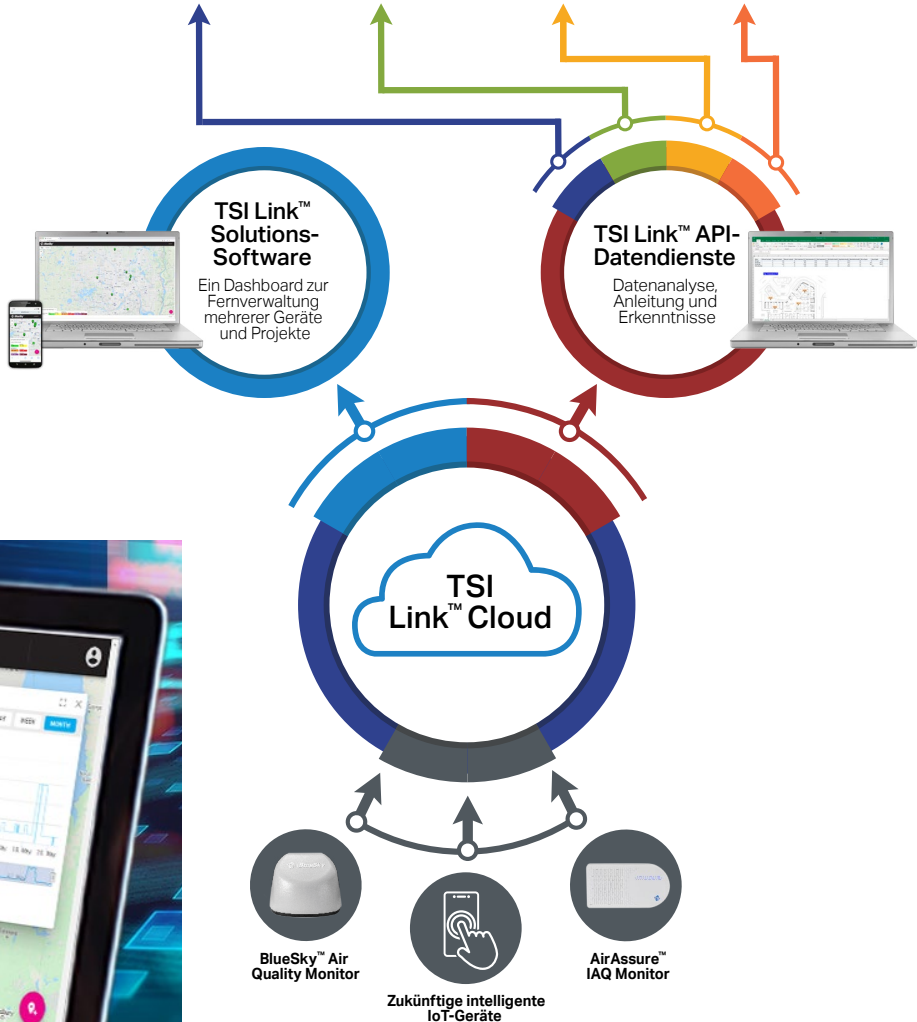 TSI Link™
Solutions-
Software
Ein Dashboard zur
Fernverwaltung
mehrerer Geräte
und Projekte
TSI Link™ API-
Datendienste
Datenanalyse,
Anleitung und
Erkenntnisse
TSI
Link™ Cloud
WEEK
MONTH
BlueSky™ Air
Quality Monitor
Zukünftige intelligente
IoT-Geräte
AirAssure™
IAQ Monitor